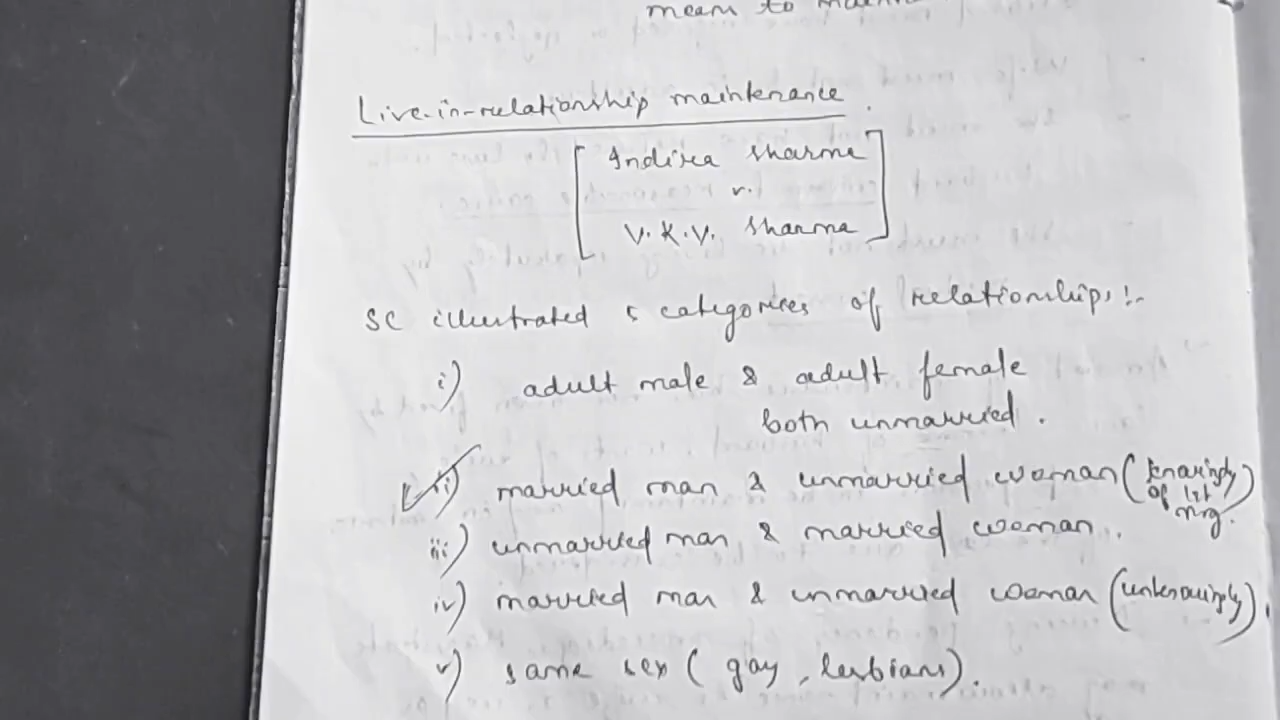 mean to
Live-in-relationship maintenance
Indira Sharma
v.
V.K.V. Sharma
SC illustrated 5 categories of relationships:-
i) adult male & adult female
both unmarried.
ii) married man & unmarried woman (knowingly
of 1st
mrg.)
iii) unmarried man & married woman.
iv) married man & unmarried woman (unknowingly).
v) same sex (gay, lesbians).